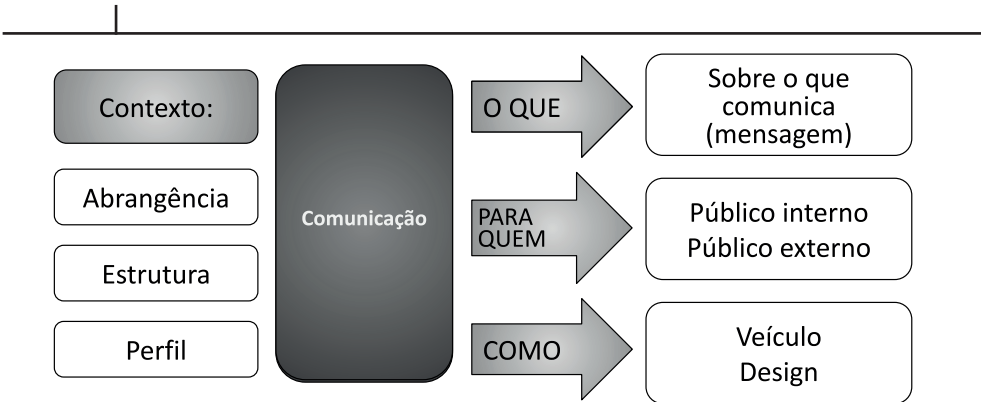 Contexto:
Abrangência
Estrutura
Perfil
Comunicação
O QUE
Sobre o que
comunica
(mensagem)
PARA
QUEM
Público interno
Público externo
COMO
Veículo
Design